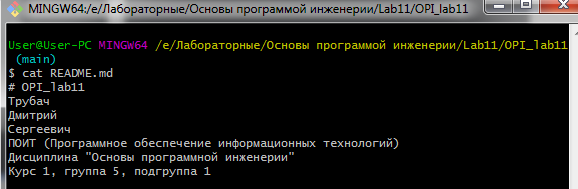 MINGW64:/e/Лабораторные/Основы программой инженерии/Lab11/OPI_lab11
User@User-PC MINGW64 /e/Лабораторные/Основы программой инженерии/Lab11/OPI_lab11
(main)
$ cat README.md
# OPI_lab11
Трубач
Дмитрий
Сергеевич
ПОИТ (Программное обеспечение информационных технологий)
Дисциплина "Основы программной инженерии"
Курс 1, группа 5, подгруппа 1